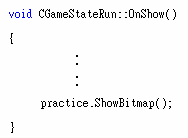 void CGameStateRun::OnShow()
{
:
:
practice.ShowBitmap();
}